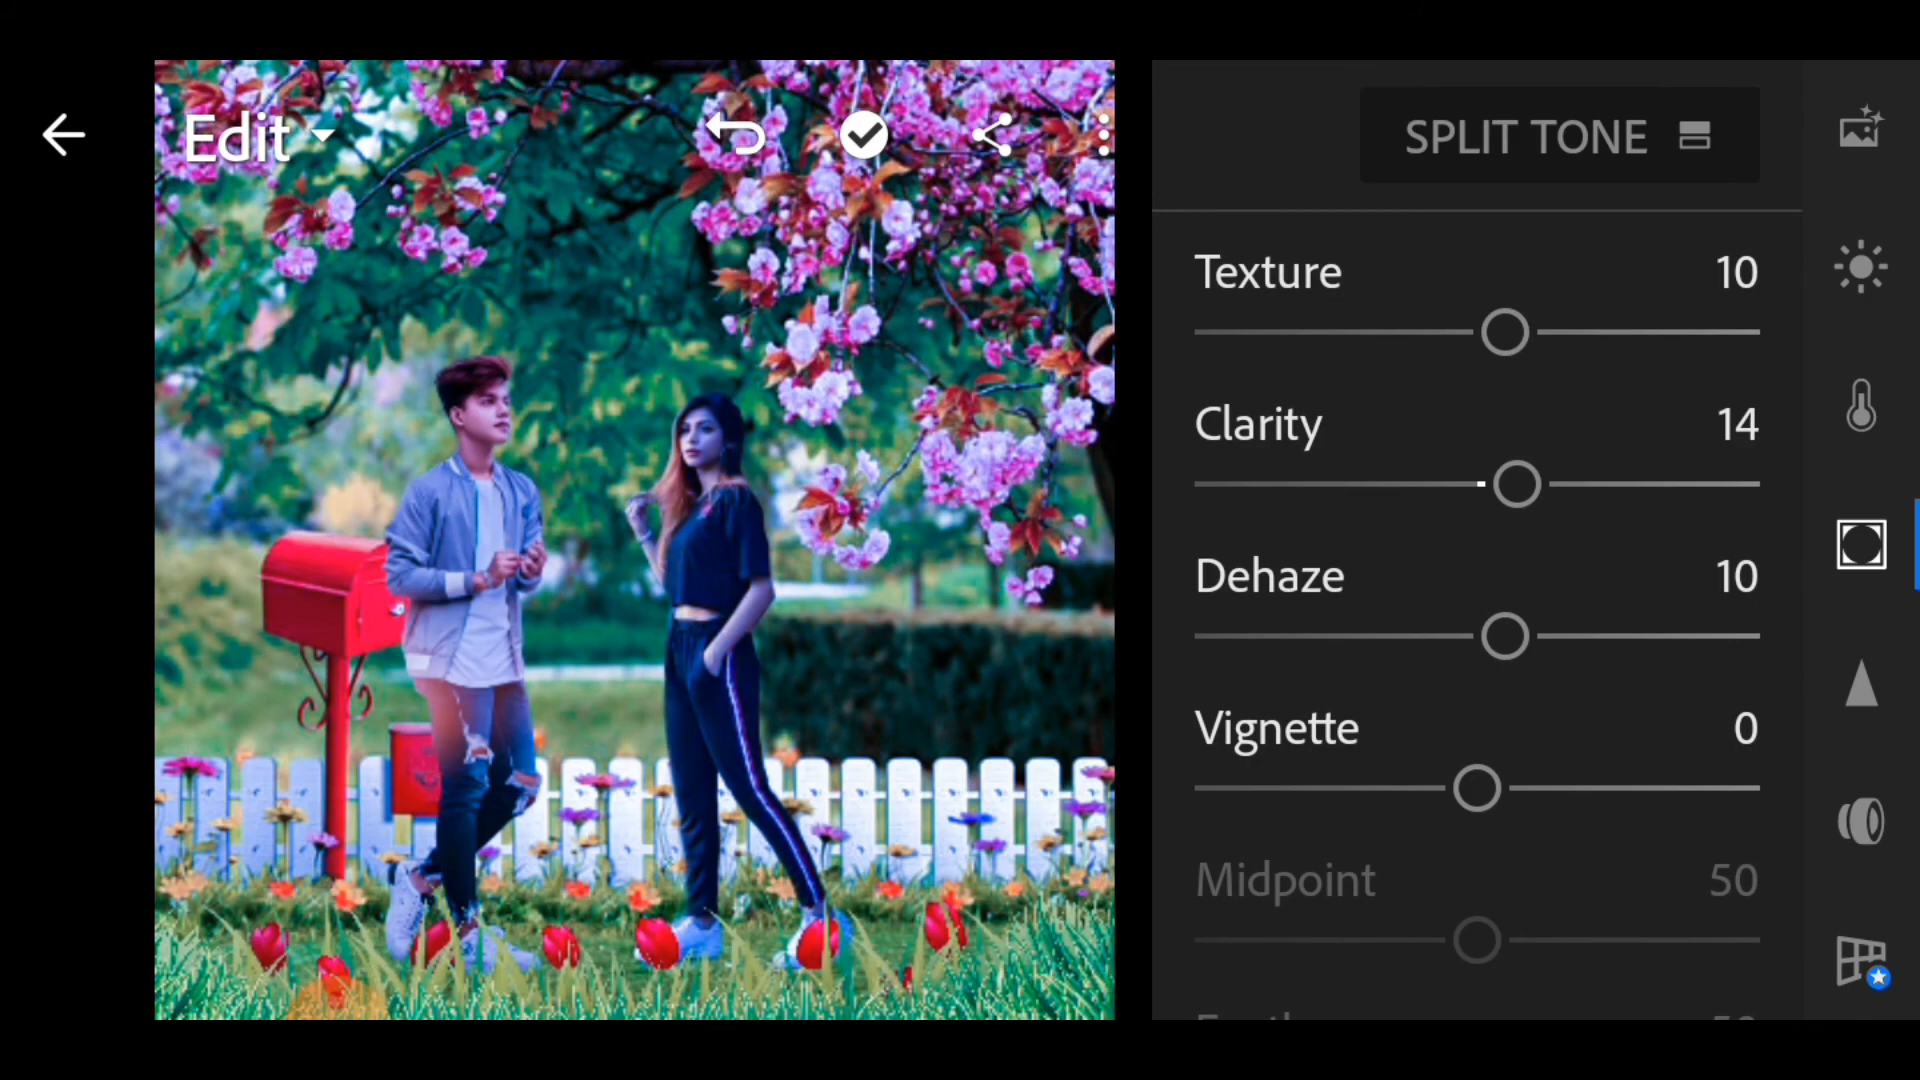 Edit
SPLIT TONE
Texture 10
Clarity 14
Dehaze 10
Vignette 0
Midpoint 50